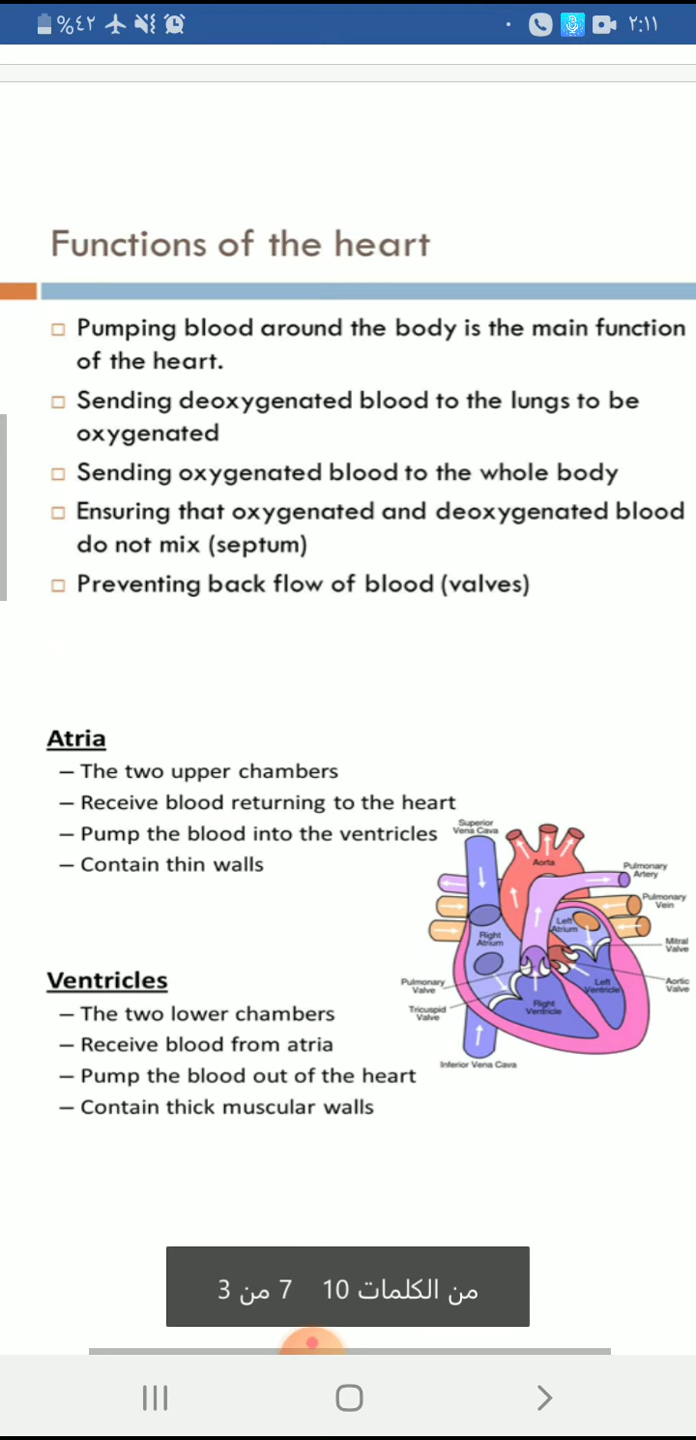 %٤٢
٢:١١
Functions of the heart
Pumping blood around the body is the main function
of the heart.
Sending deoxygenated blood to the lungs to be
oxygenated
Sending oxygenated blood to the whole body
Ensuring that oxygenated and deoxygenated blood
do not mix (septum)
Preventing back flow of blood (valves)
Atria
– The two upper chambers
– Receive blood returning to the heart
– Pump the blood into the ventricles
– Contain thin walls
Superior
Vena Cava
Aorta
Pulmonary
Artery
Pulmonary
Vein
Left
Atrium
Right
Atrium
Mitral
Valve
Pulmonary
Valve
Left
Ventricle
Aortic
Valve
Tricuspid
Valve
Right
Ventricle
Inferior Vena Cava
Ventricles
– The two lower chambers
– Receive blood from atria
– Pump the blood out of the heart
– Contain thick muscular walls
3 من 7 10 من الكلمات